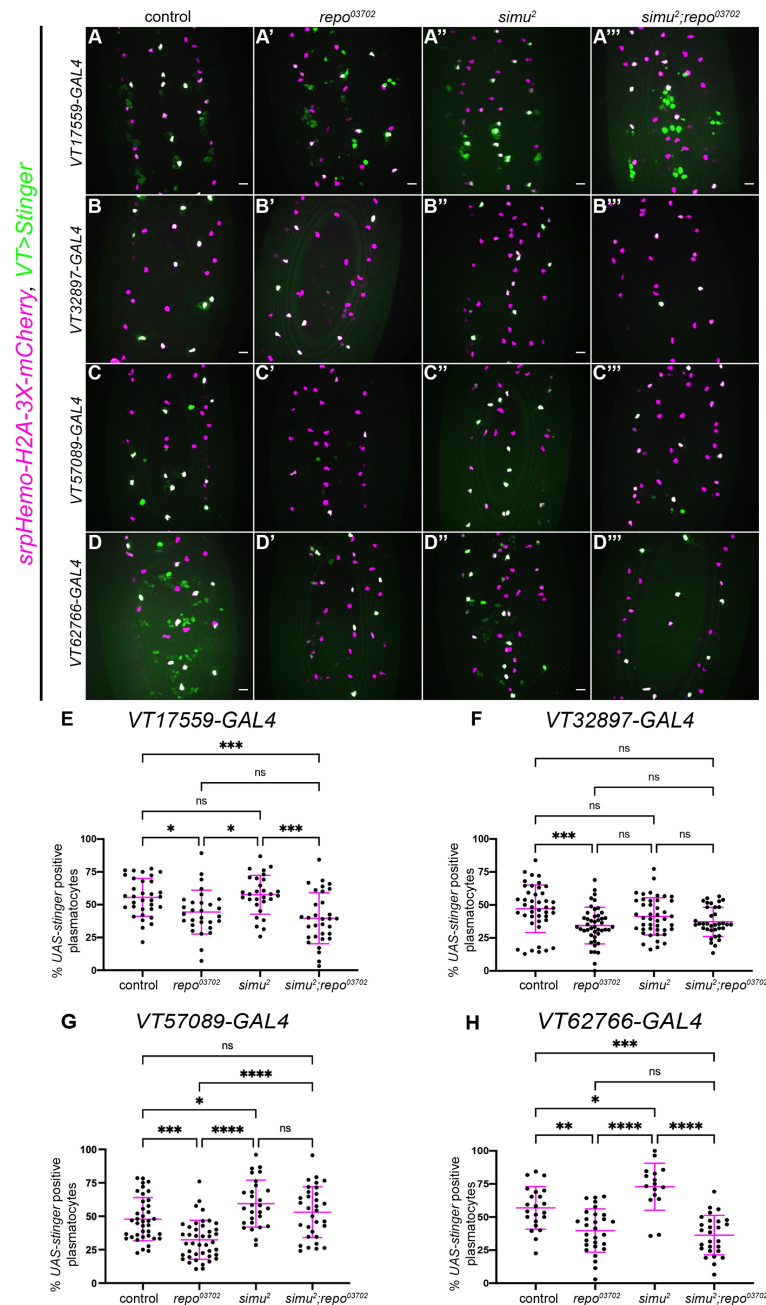 control repo03702 simu2 simu2;repo03702
srpHemo-H2A-3X-mCherry, VT>Stinger
VT17559-GAL4
A A’ A’’ A’’’
VT32897-GAL4
B B’ B’’ B’’’
VT57089-GAL4
C C’ C’’ C’’’
VT62766-GAL4
D D’ D’’ D’’’
E VT17559-GAL4
***
ns
ns
* * ***
% UAS-stinger positive
plasmatocytes
100
75
50
25
0
control repo03702 simu2 simu2;repo03702
F VT32897-GAL4
ns
ns
ns
*** ns ns
% UAS-stinger positive
plasmatocytes
100
75
50
25
0
control repo03702 simu2 simu2;repo03702
G VT57089-GAL4
ns
****
*
*** **** ns
% UAS-stinger positive
plasmatocytes
100
75
50
25
0
control repo03702 simu2 simu2;repo03702
H VT62766-GAL4
***
ns
*
** **** ****
% UAS-stinger positive
plasmatocytes
100
75
50
25
0
control repo03702 simu2 simu2;repo03702